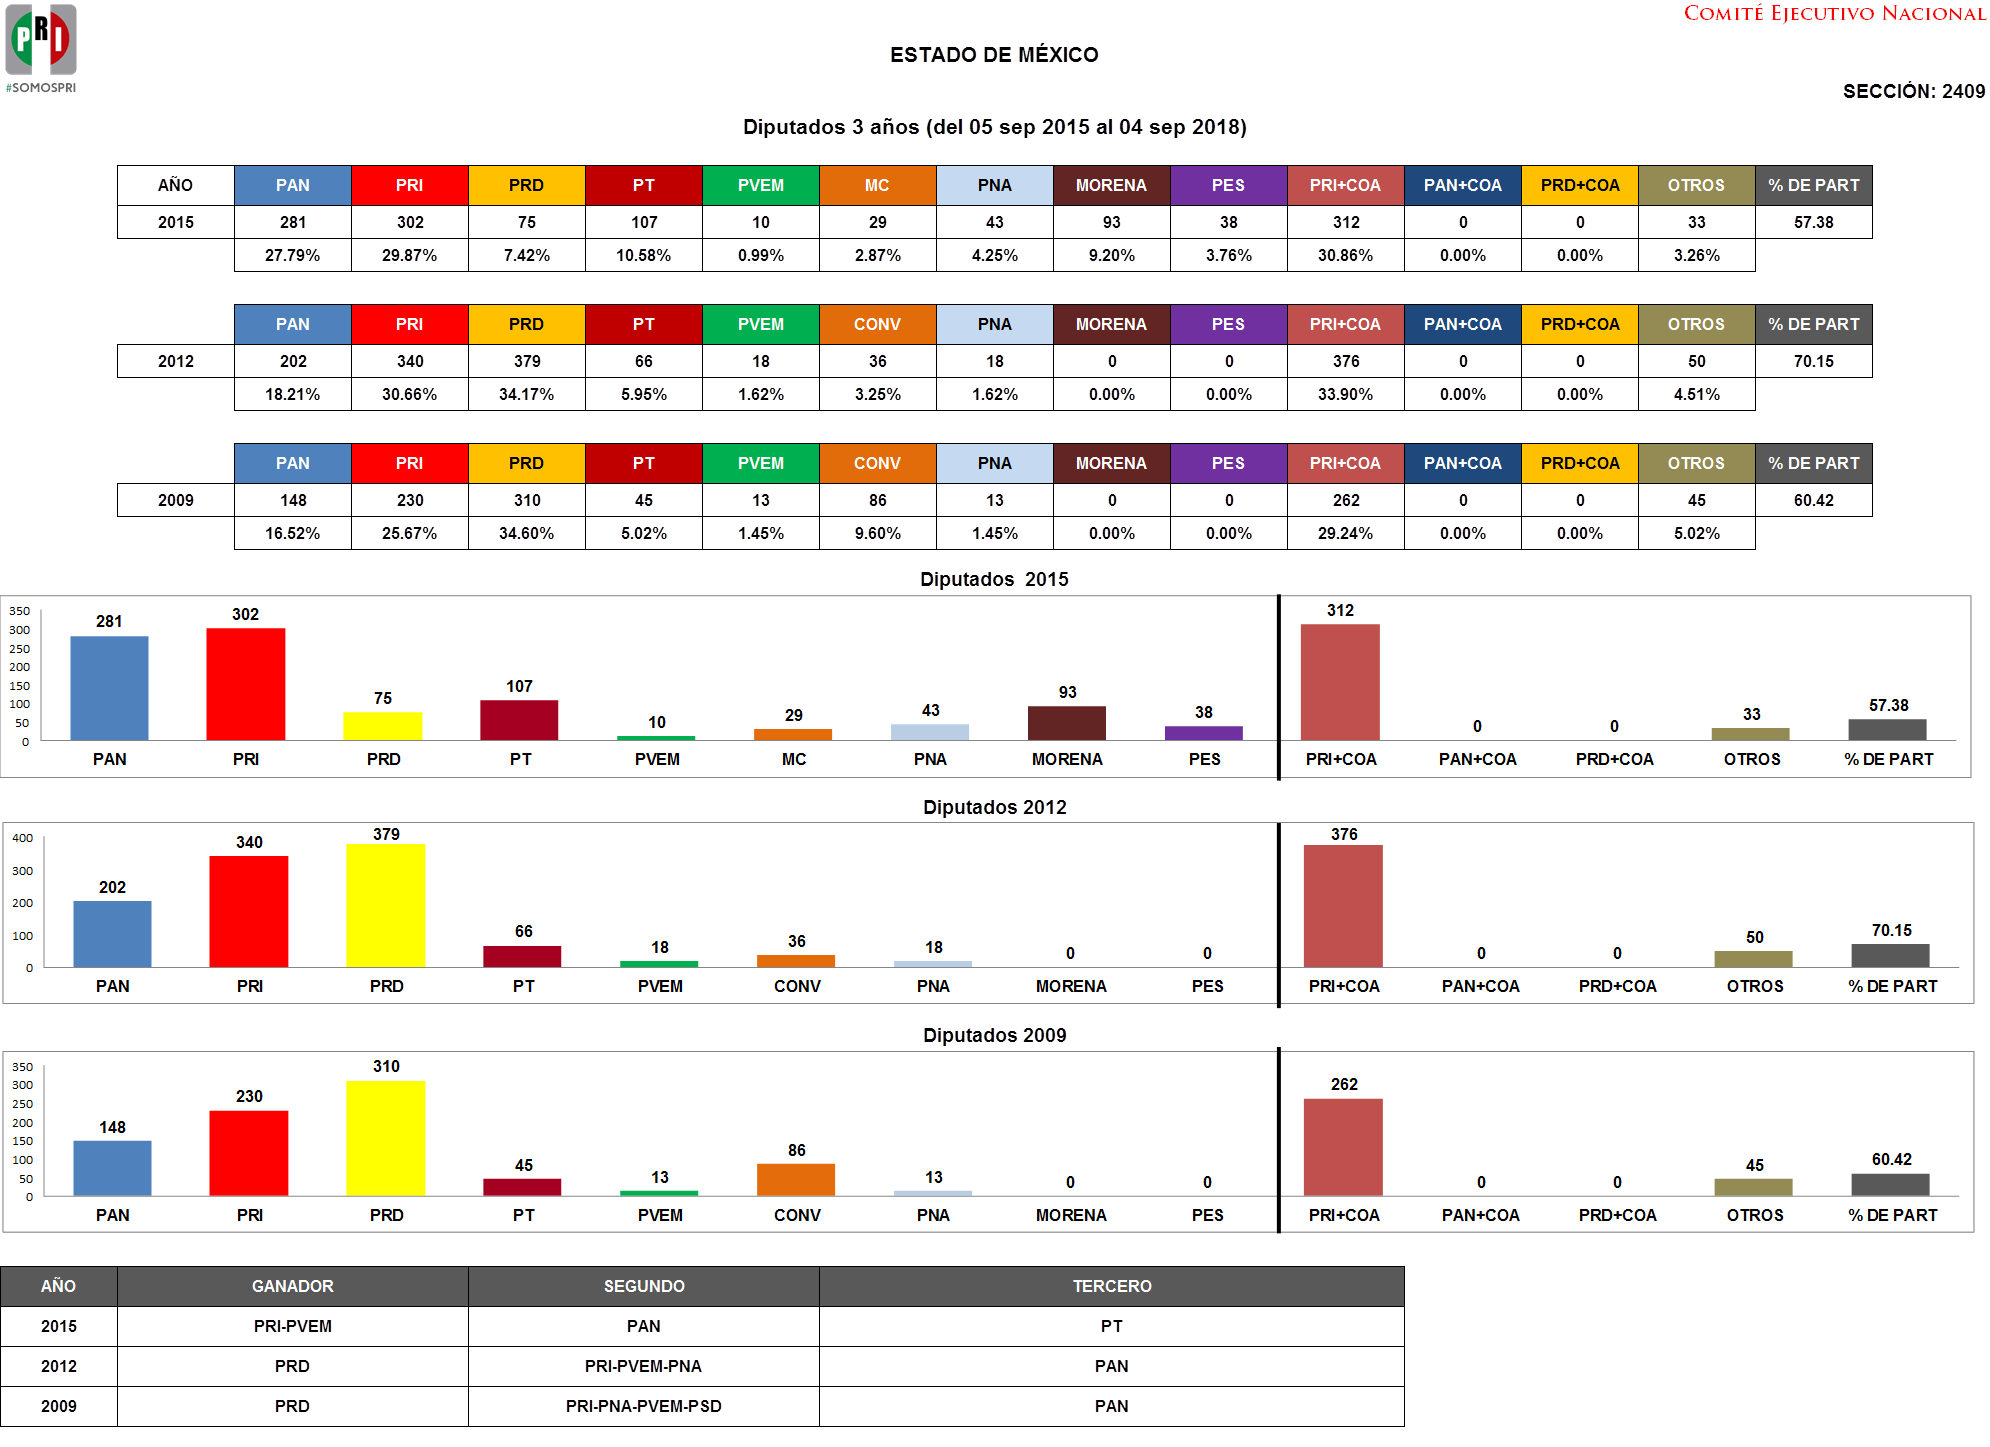 PRI
#SOMOSPRI
COMITÉ EJECUTIVO NACIONAL
ESTADO DE MÉXICO
SECCIÓN: 2409
Diputados 3 años (del 05 sep 2015 al 04 sep 2018)
AÑO PAN PRI PRD PT PVEM MC PNA MORENA PES PRI+COA PAN+COA PRD+COA OTROS % DE PART
2015 281 302 75 107 10 29 43 93 38 312 0 0 33 57.38
27.79% 29.87% 7.42% 10.58% 0.99% 2.87% 4.25% 9.20% 3.76% 30.86% 0.00% 0.00% 3.26%
PAN PRI PRD PT PVEM CONV PNA MORENA PES PRI+COA PAN+COA PRD+COA OTROS % DE PART
2012 202 340 379 66 18 36 18 0 0 376 0 0 50 70.15
18.21% 30.66% 34.17% 5.95% 1.62% 3.25% 1.62% 0.00% 0.00% 33.90% 0.00% 0.00% 4.51%
PAN PRI PRD PT PVEM CONV PNA MORENA PES PRI+COA PAN+COA PRD+COA OTROS % DE PART
2009 148 230 310 45 13 86 13 0 0 262 0 0 45 60.42
16.52% 25.67% 34.60% 5.02% 1.45% 9.60% 1.45% 0.00% 0.00% 29.24% 0.00% 0.00% 5.02%
Diputados 2015
350
300
250
200
150
100
50
0
281 302 75 107 10 29 43 93 38 312 0 0 33 57.38
PAN PRI PRD PT PVEM MC PNA MORENA PES PRI+COA PAN+COA PRD+COA OTROS % DE PART
Diputados 2012
400
300
200
100
0
202 340 379 66 18 36 18 0 0 376 0 0 50 70.15
PAN PRI PRD PT PVEM CONV PNA MORENA PES PRI+COA PAN+COA PRD+COA OTROS % DE PART
Diputados 2009
350
300
250
200
150
100
50
0
148 230 310 45 13 86 13 0 0 262 0 0 45 60.42
PAN PRI PRD PT PVEM CONV PNA MORENA PES PRI+COA PAN+COA PRD+COA OTROS % DE PART
AÑO GANADOR SEGUNDO TERCERO
2015 PRI-PVEM PAN PT
2012 PRD PRI-PVEM-PNA PAN
2009 PRD PRI-PNA-PVEM-PSD PAN